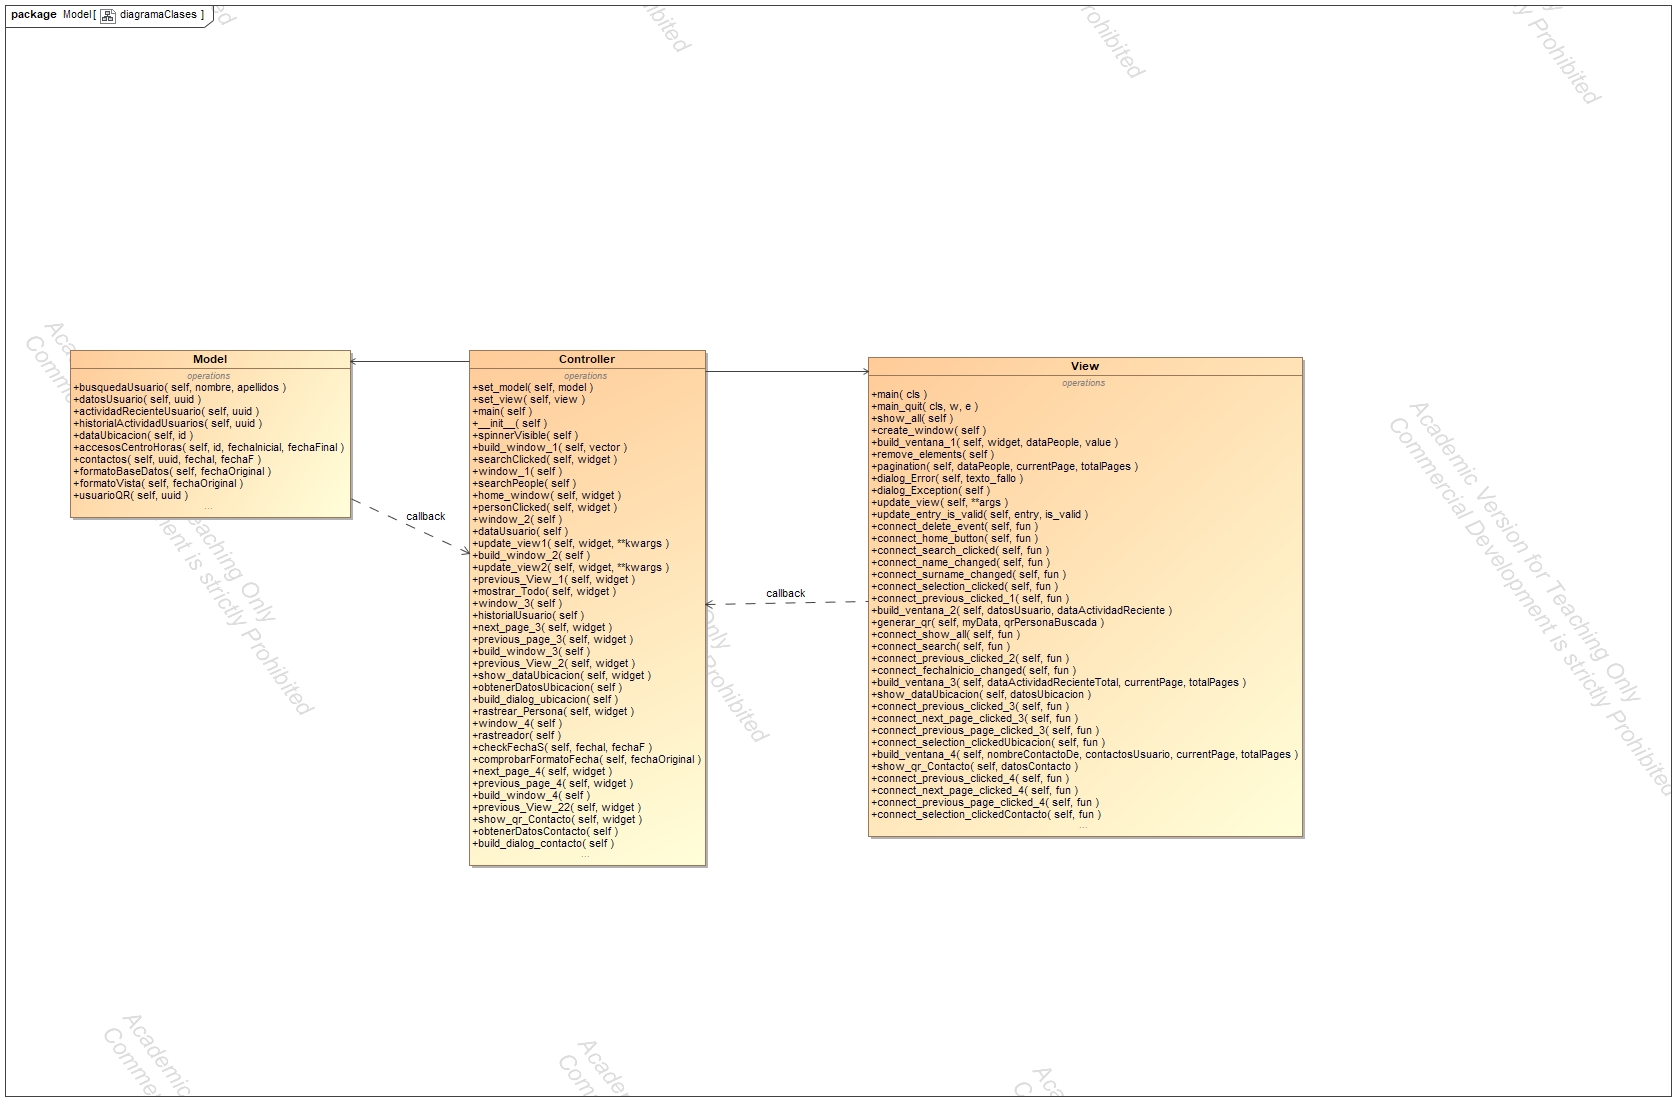 package Model[ diagramaClases ]
Model
operations
+busquedaUsuario( self, nombre, apellidos )
+datosUsuario( self, uuid )
+actividadRecienteUsuario( self, uuid )
+historialActividadUsuarios( self, uuid )
+dataUbicacion( self, id )
+accesosCentroHoras( self, id, fechaInicial, fechaFinal )
+contactos( self, uuid, fechaI, fechaF )
+formatoBaseDatos( self, fechaOriginal )
+formatoVista( self, fechaOriginal )
+usuarioQR( self, uuid )
...
callback
Controller
operations
+set_model( self, model )
+set_view( self, view )
+main( self )
+__init__( self )
+spinnerVisible( self )
+build_window_1( self, vector )
+searchClicked( self, widget )
+window_1( self )
+searchPeople( self )
+home_window( self, widget )
+personClicked( self, widget )
+window_2( self )
+dataUsuario( self )
+update_view1( self, widget, **kwargs )
+build_window_2( self )
+update_view2( self, widget, **kwargs )
+previous_View_1( self, widget )
+mostrar_Todo( self, widget )
+window_3( self )
+historialUsuario( self )
+next_page_3( self, widget )
+previous_page_3( self, widget )
+build_window_3( self )
+previous_View_2( self, widget )
+show_dataUbicacion( self, widget )
+obtenerDatosUbicacion( self )
+build_dialog_ubicacion( self )
+rastrear_Persona( self, widget )
+window_4( self )
+rastreador( self )
+checkFechaS( self, fechaI, fechaF )
+comprobarFormatoFecha( self, fechaOriginal )
+next_page_4( self, widget )
+previous_page_4( self, widget )
+build_window_4( self )
+previous_View_22( self, widget )
+show_qr_Contacto( self, widget )
+obtenerDatosContacto( self )
+build_dialog_contacto( self )
...
callback
View
operations
+main( cls )
+main_quit( cls, w, e )
+show_all( self )
+create_window( self )
+build_ventana_1( self, widget, dataPeople, value )
+remove_elements( self )
+pagination( self, dataPeople, currentPage, totalPages )
+dialog_Error( self, texto_fallo )
+dialog_Exception( self )
+update_view( self, **args )
+update_entry_is_valid( self, entry, is_valid )
+connect_delete_event( self, fun )
+connect_home_button( self, fun )
+connect_search_clicked( self, fun )
+connect_name_changed( self, fun )
+connect_surname_changed( self, fun )
+connect_selection_clicked( self, fun )
+connect_previous_clicked_1( self, fun )
+build_ventana_2( self, datosUsuario, dataActividadReciente )
+generar_qr( self, myData, qrPersonaBuscada )
+connect_show_all( self, fun )
+connect_search( self, fun )
+connect_previous_clicked_2( self, fun )
+connect_fechaInicio_changed( self, fun )
+build_ventana_3( self, dataActividadRecienteTotal, currentPage, totalPages )
+show_dataUbicacion( self, datosUbicacion )
+connect_previous_clicked_3( self, fun )
+connect_next_page_clicked_3( self, fun )
+connect_previous_page_clicked_3( self, fun )
+connect_selection_clickedUbicacion( self, fun )
+build_ventana_4( self, nombreContactoDe, contactosUsuario, currentPage, totalPages )
+show_qr_Contacto( self, datosContacto )
+connect_previous_clicked_4( self, fun )
+connect_next_page_clicked_4( self, fun )
+connect_previous_page_clicked_4( self, fun )
+connect_selection_clickedContacto( self, fun )
...
Academic Version for Teaching Only
Commercial Development is strictly Prohibited